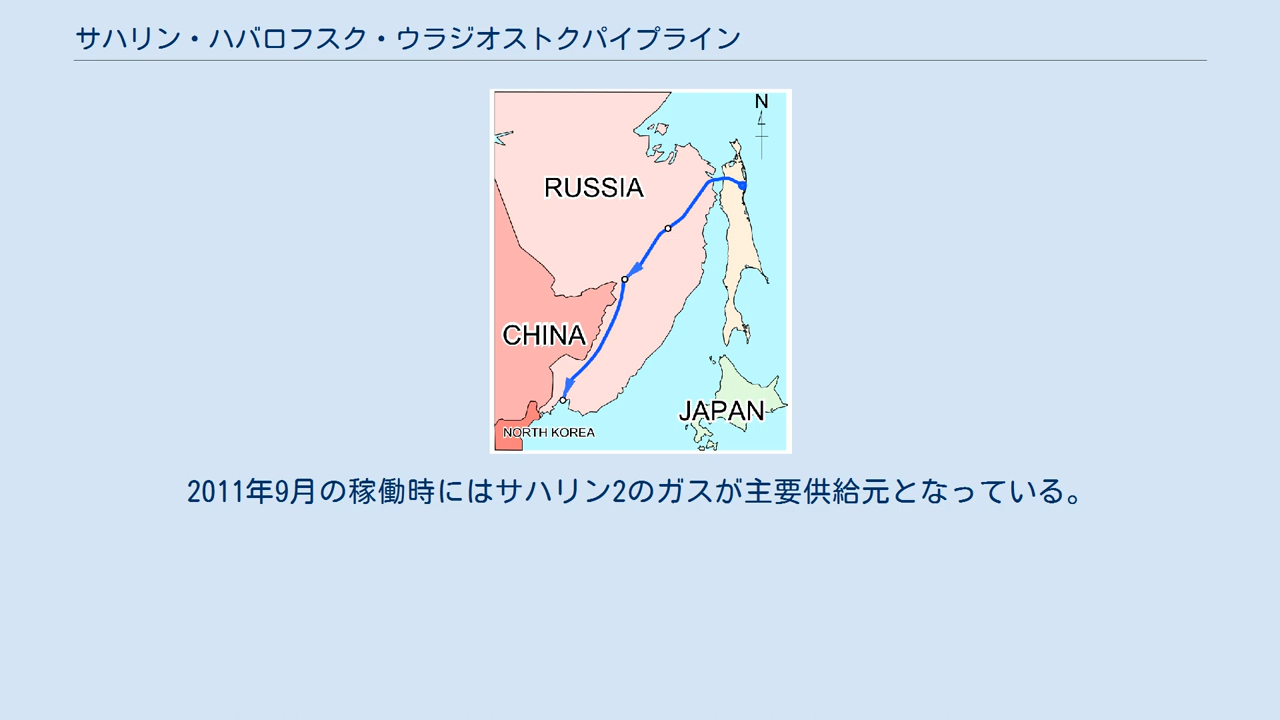 サハリン・ハバロフスク・ウラジオストクパイプライン
N
RUSSIA
CHINA
JAPAN
NORTH KOREA
2011年9月の稼働時にはサハリン2のガスが主要供給元となっている。